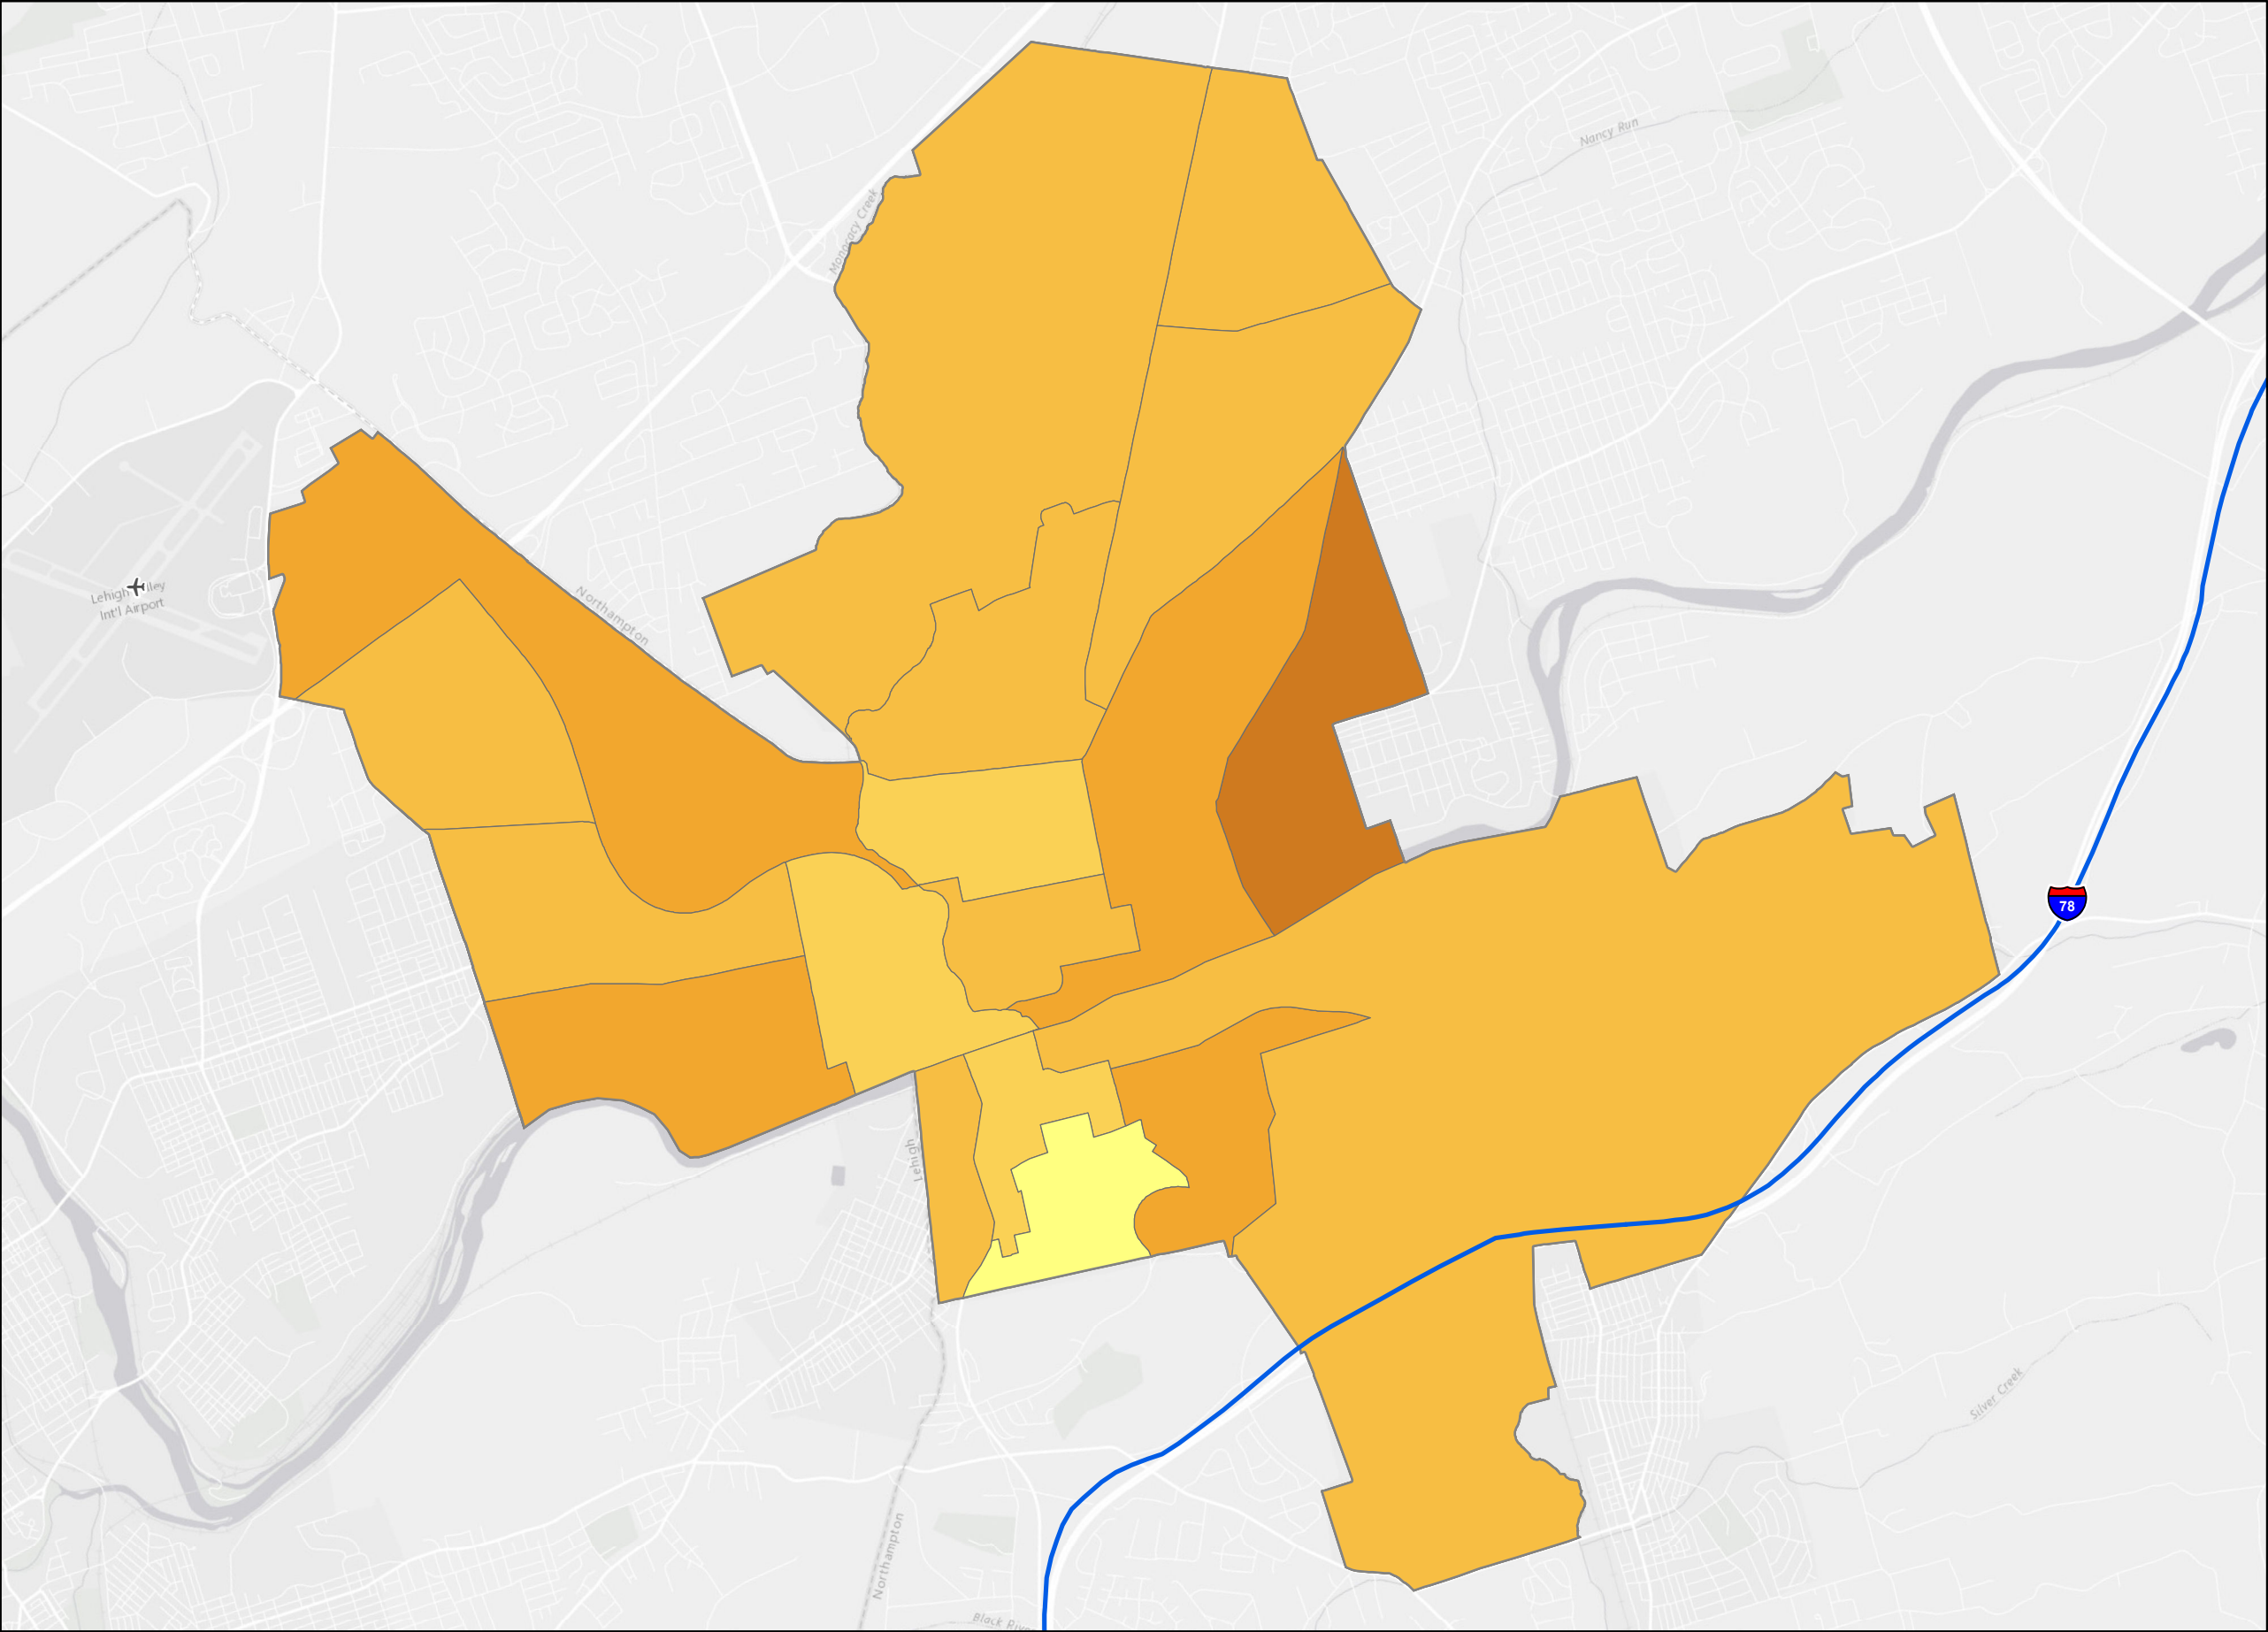 Nancy Run
Monocacy Creek
Lehigh Valley
Int'l Airport
Northampton
78
Lehigh
Silver Creek
Northampton
Black River